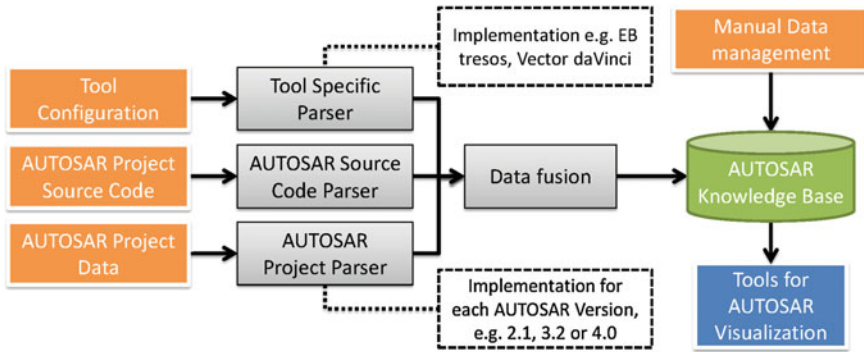 Implementation e.g. EB
tresos, Vector daVinci
Manual Data
management
Tool
Configuration
Tool Specific
Parser
AUTOSAR Project
Source Code
AUTOSAR Source
Code Parser
Data fusion
AUTOSAR
Knowledge Base
AUTOSAR Project
Data
AUTOSAR
Project Parser
Implementation for
each AUTOSAR Version,
e.g. 2.1, 3.2 or 4.0
Tools for
AUTOSAR
Visualization